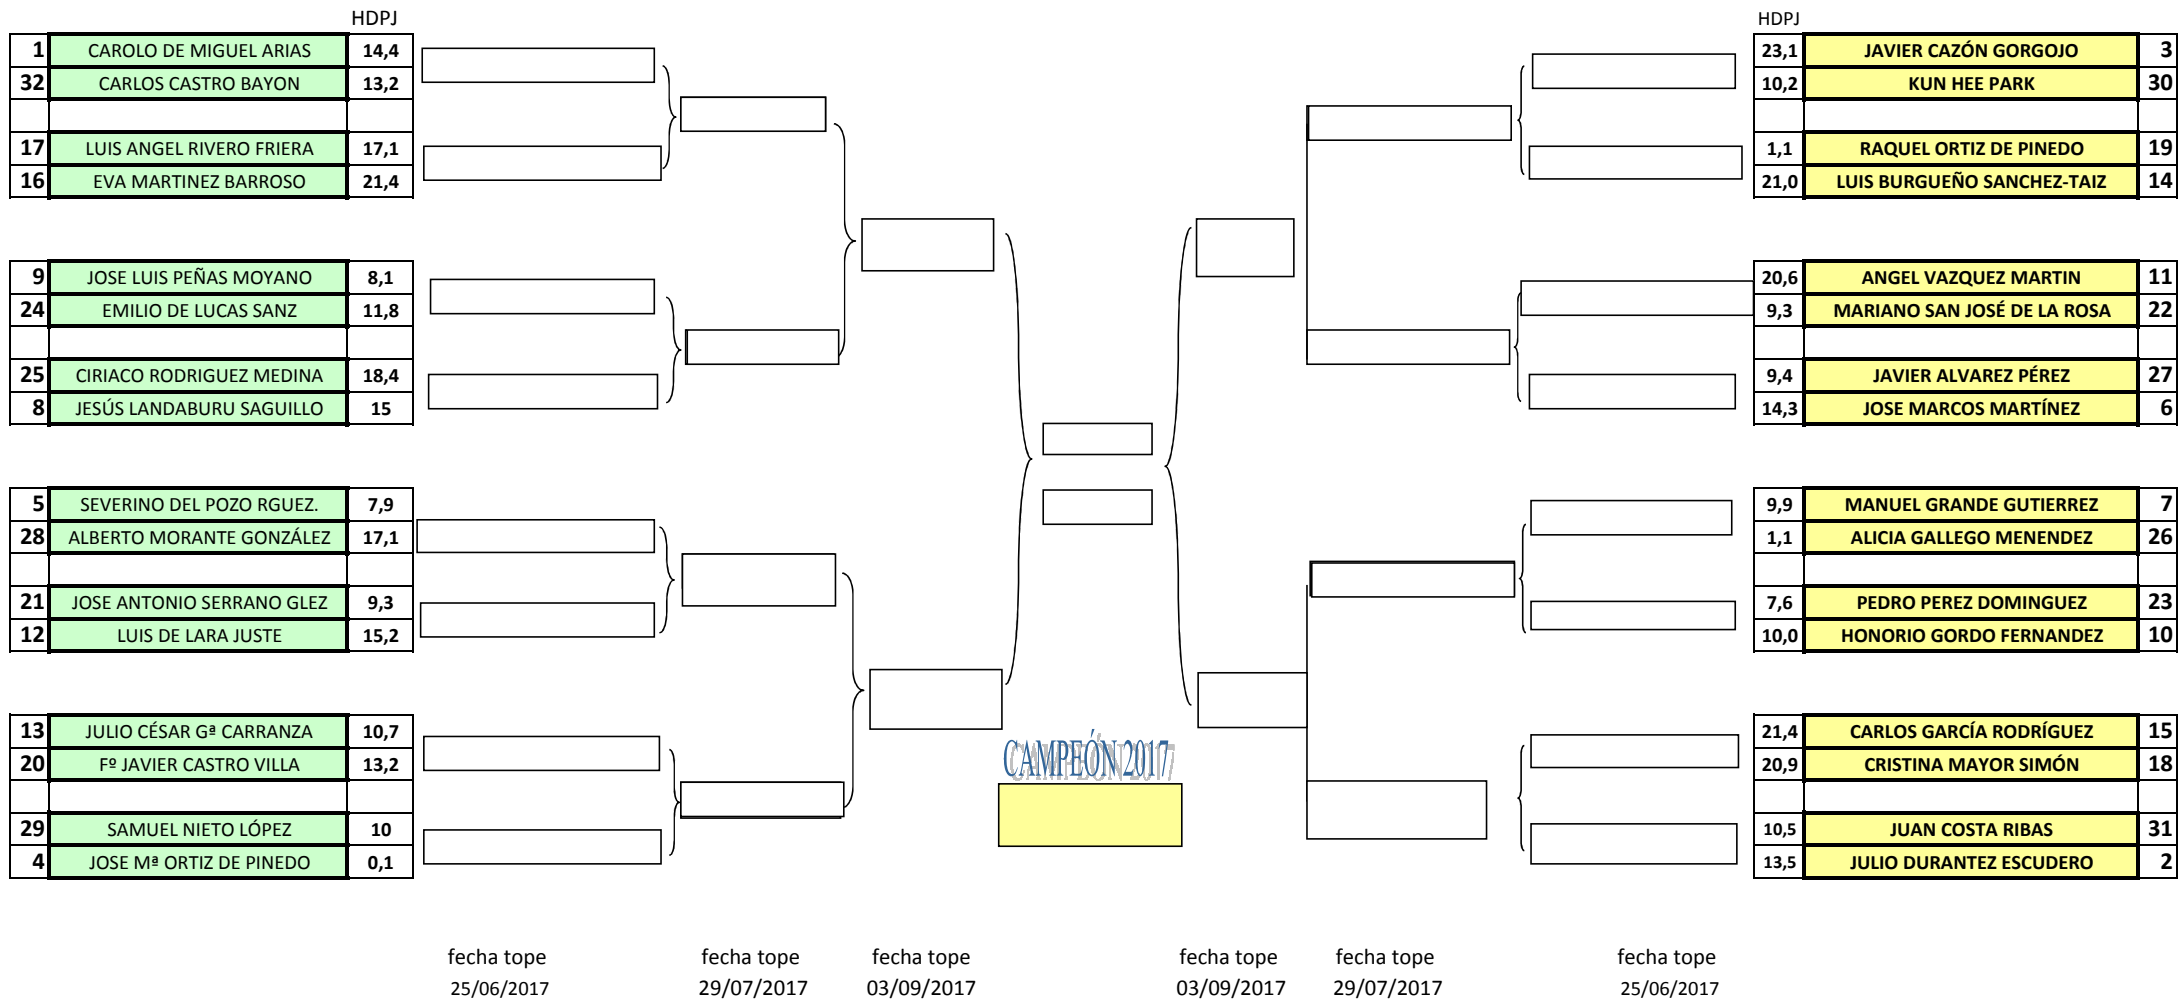 HDPJ
1 CAROLO DE MIGUEL ARIAS 14,4
32 CARLOS CASTRO BAYON 13,2
17 LUIS ANGEL RIVERO FRIERA 17,1
16 EVA MARTINEZ BARROSO 21,4
9 JOSE LUIS PEÑAS MOYANO 8,1
24 EMILIO DE LUCAS SANZ 11,8
25 CIRIACO RODRIGUEZ MEDINA 18,4
8 JESÚS LANDABURU SAGUILLO 15
5 SEVERINO DEL POZO RGUEZ. 7,9
28 ALBERTO MORANTE GONZÁLEZ 17,1
21 JOSE ANTONIO SERRANO GLEZ 9,3
12 LUIS DE LARA JUSTE 15,2
13 JULIO CÉSAR Gª CARRANZA 10,7
20 Fº JAVIER CASTRO VILLA 13,2
29 SAMUEL NIETO LÓPEZ 10
4 JOSE Mª ORTIZ DE PINEDO 0,1
CAMPEÓN 2017
HDPJ
23,1 JAVIER CAZÓN GORGOJO 3
10,2 KUN HEE PARK 30
1,1 RAQUEL ORTIZ DE PINEDO 19
21,0 LUIS BURGUEÑO SANCHEZ-TAIZ 14
20,6 ANGEL VAZQUEZ MARTIN 11
9,3 MARIANO SAN JOSÉ DE LA ROSA 22
9,4 JAVIER ALVAREZ PÉREZ 27
14,3 JOSE MARCOS MARTÍNEZ 6
9,9 MANUEL GRANDE GUTIERREZ 7
1,1 ALICIA GALLEGO MENENDEZ 26
7,6 PEDRO PEREZ DOMINGUEZ 23
10,0 HONORIO GORDO FERNANDEZ 10
21,4 CARLOS GARCÍA RODRÍGUEZ 15
20,9 CRISTINA MAYOR SIMÓN 18
10,5 JUAN COSTA RIBAS 31
13,5 JULIO DURANTEZ ESCUDERO 2
fecha tope fecha tope fecha tope fecha tope fecha tope fecha tope
25/06/2017 29/07/2017 03/09/2017 03/09/2017 29/07/2017 25/06/2017